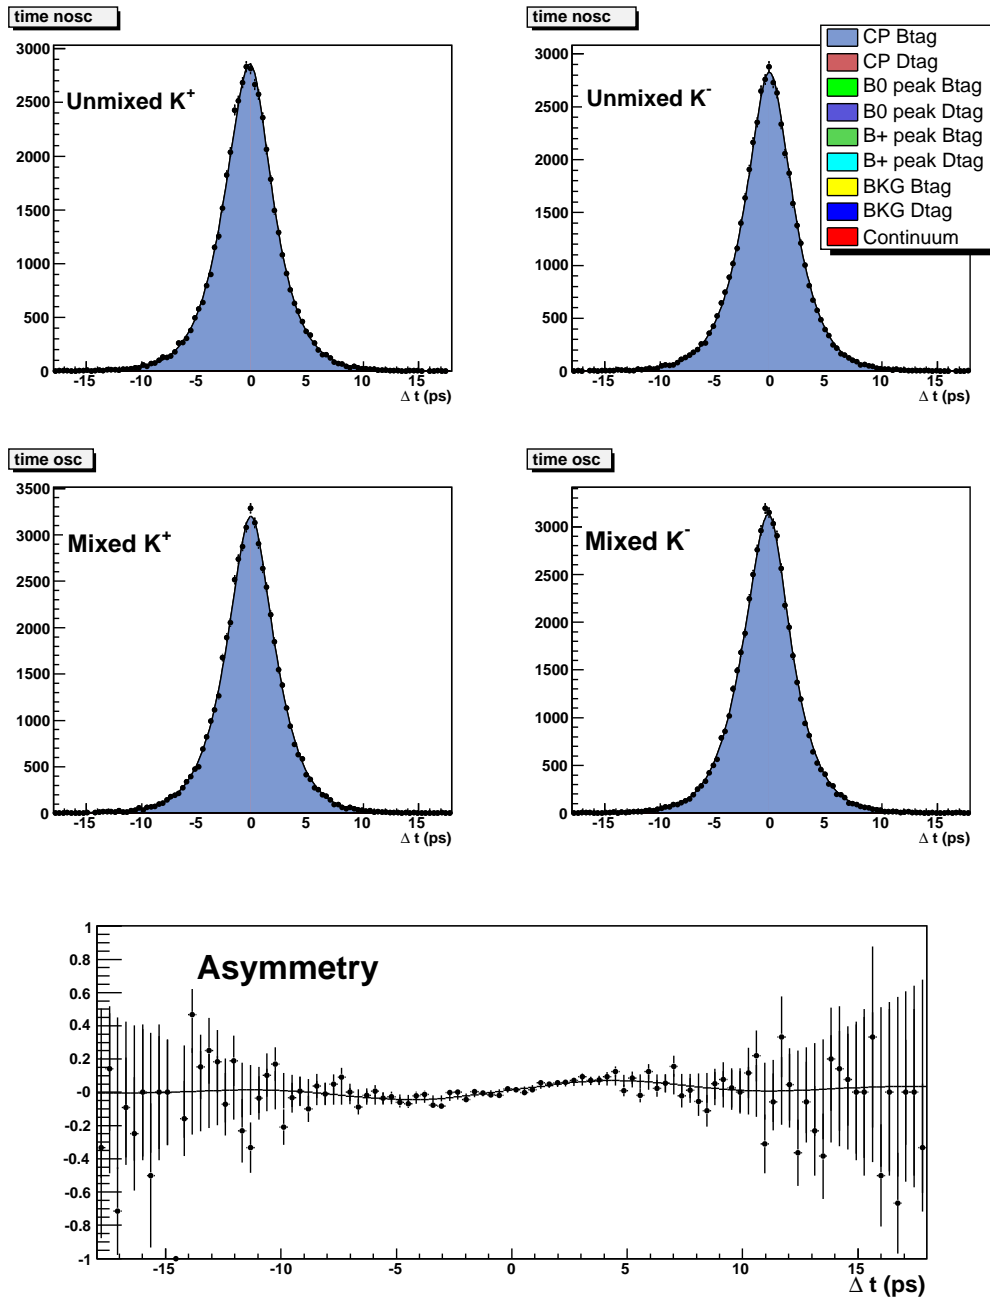 time nosc
3000
2500
2000
1500
1000
500
0
Unmixed K+
-15 -10 -5 0 5 10 15
Δ t (ps)
time nosc
3000
2500
2000
1500
1000
500
0
Unmixed K-
-15 -10 -5 0 5 10 15
Δ t (ps)
CP Btag
CP Dtag
B0 peak Btag
B0 peak Dtag
B+ peak Btag
B+ peak Dtag
BKG Btag
BKG Dtag
Continuum
time osc
3500
3000
2500
2000
1500
1000
500
0
Mixed K+
-15 -10 -5 0 5 10 15
Δ t (ps)
time osc
3000
2500
2000
1500
1000
500
0
Mixed K-
-15 -10 -5 0 5 10 15
Δ t (ps)
Asymmetry
1
0.8
0.6
0.4
0.2
-0
-0.2
-0.4
-0.6
-0.8
-1
-15 -10 -5 0 5 10 15
Δ t (ps)